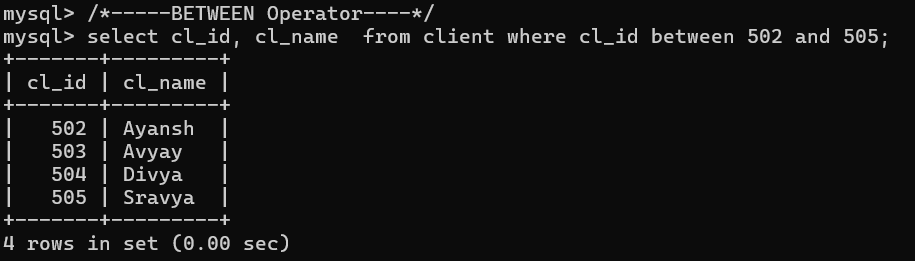 mysql> /*-----BETWEEN Operator----*/
mysql> select cl_id, cl_name  from client where cl_id between 502 and 505;
+-------+---------+
| cl_id | cl_name |
+-------+---------+
|   502 | Ayansh  |
|   503 | Avyay   |
|   504 | Divya   |
|   505 | Sravya  |
+-------+---------+
4 rows in set (0.00 sec)